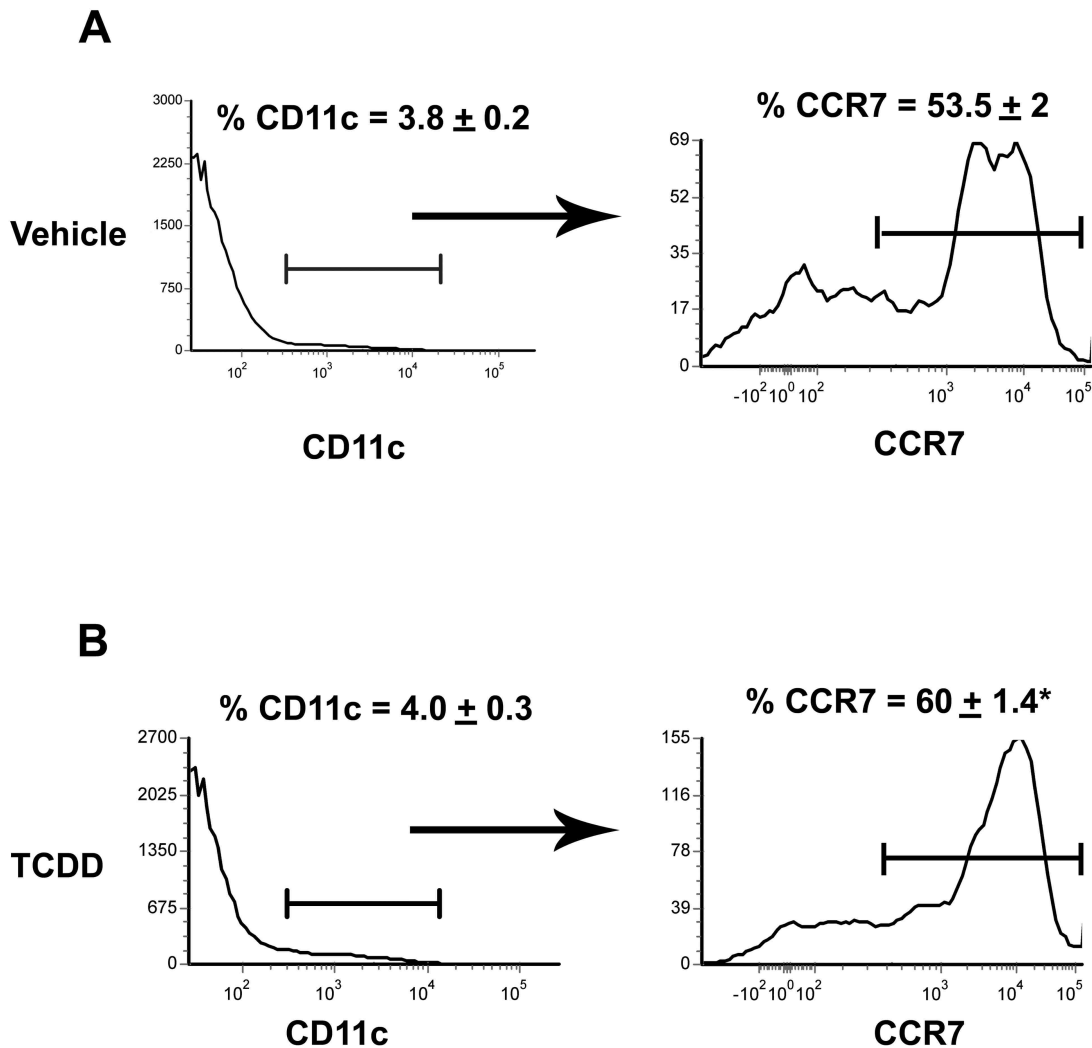 A
% CD11c = 3.8 ± 0.2
3000
2250
1500
750
0
10² 10³ 10⁴ 10⁵
CD11c
Vehicle
% CCR7 = 53.5 ± 2
69
52
35
17
0
-10² 10⁰ 10² 10³ 10⁴ 10⁵
CCR7
B
% CD11c = 4.0 ± 0.3
2700
2025
1350
675
0
10² 10³ 10⁴ 10⁵
CD11c
TCDD
% CCR7 = 60 ± 1.4*
155
116
78
39
0
-10² 10⁰ 10² 10³ 10⁴ 10⁵
CCR7